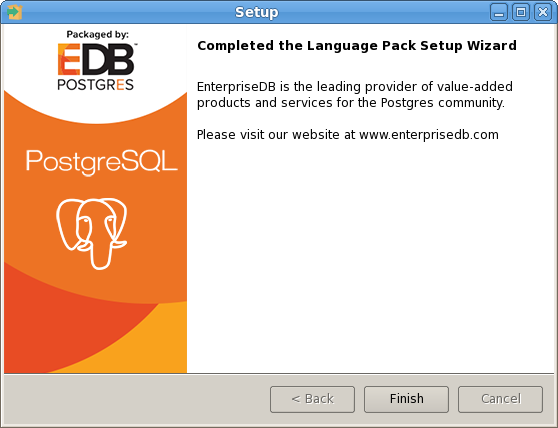 Setup
Packaged by:
EDB™
POSTGRES
PostgreSQL
Completed the Language Pack Setup Wizard
EnterpriseDB is the leading provider of value-added
products and services for the Postgres community.
Please visit our website at www.enterprisedb.com
< Back
Finish
Cancel